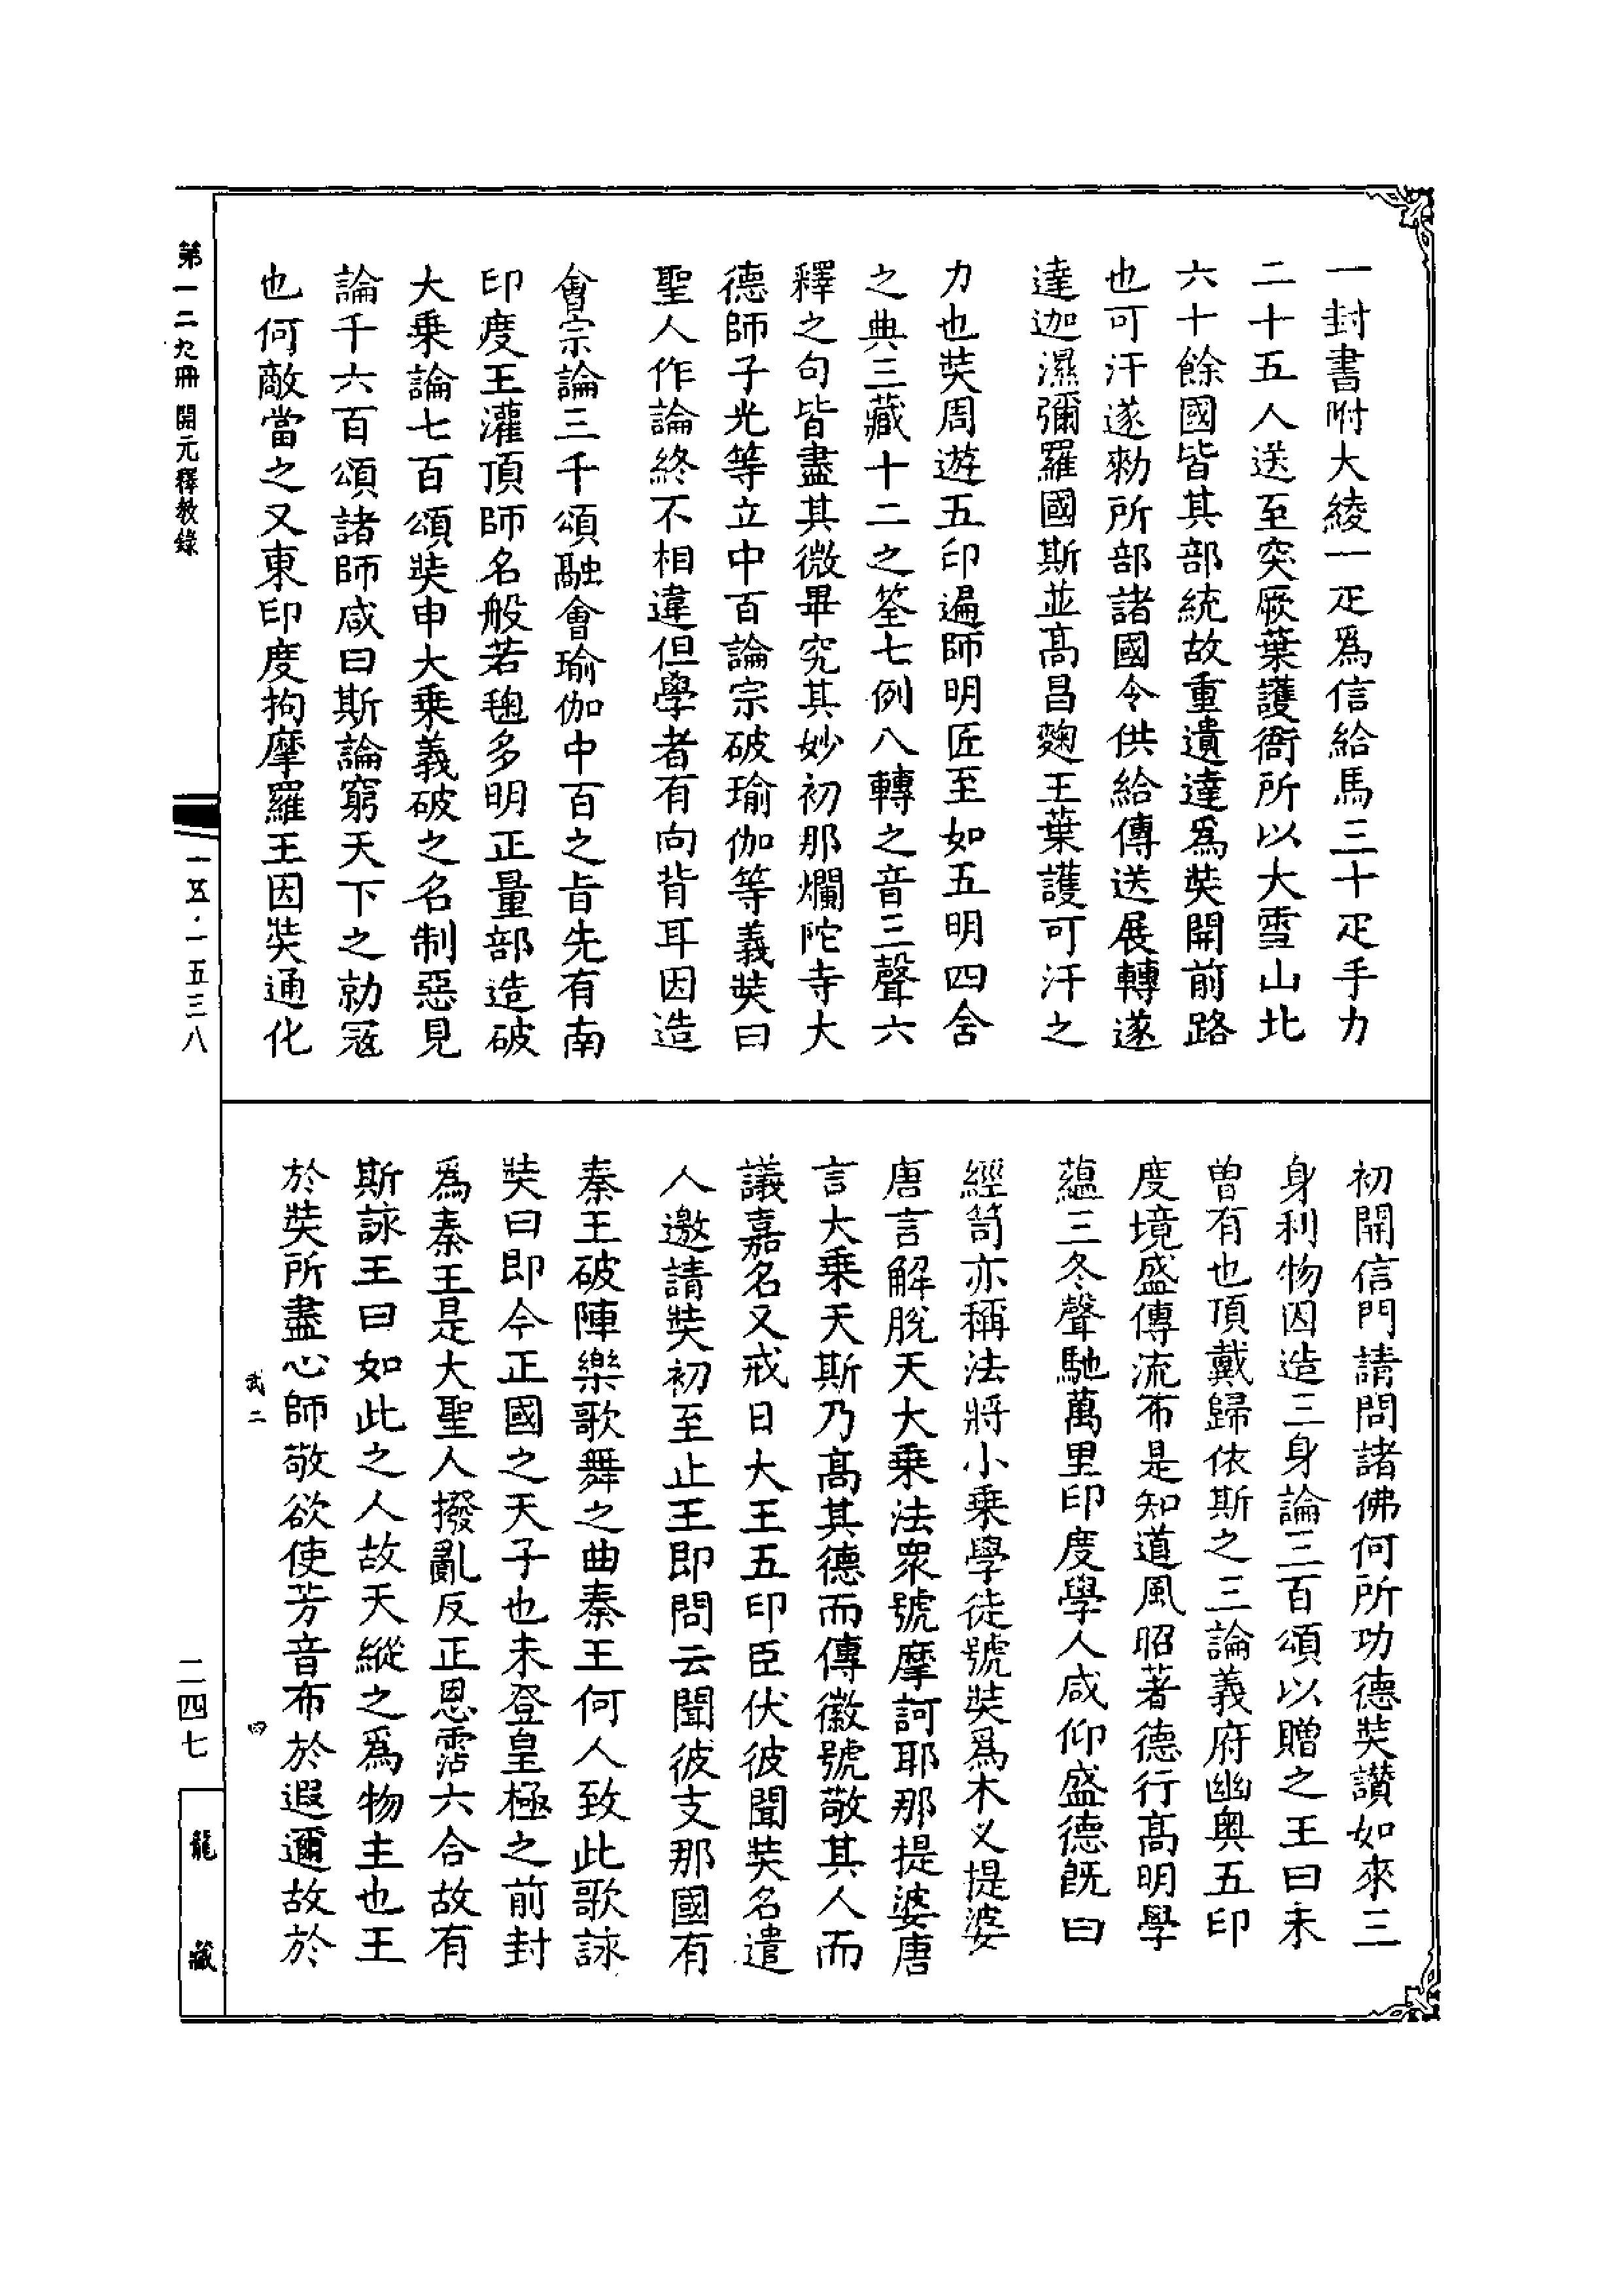 一封書附大綾一疋爲信給馬三十疋手力
二十五人送至突厥葉護衙所以大雪山北
六十餘國皆其部統故重遺達爲奘開前路
也可汗遂勑所部諸國令供給傳送展轉遂
達迦濕彌羅國斯並髙昌麴王葉護可汗之
力也奘周遊五印遍師明匠至如五明四含
之典三藏十二之筌七例八轉之音三聲六
釋之句皆盡其微畢究其妙初那爛陀寺大
德師子光等立中百論宗破瑜伽等義奘曰
聖人作論終不相違但學者有向背耳因造
會宗論三千頌融會瑜伽中百之旨先有南
印度王灌頂師名般若毱多明正量部造破
大乗論七百頌奘申大乗義破之名制惡見
論千六百頌諸師咸曰斯論窮天下之勍冦
也何敵當之又東印度拘摩羅王因奘通化
初開信門請問諸佛何所功德奘讃如來三
身利物因造三身論三百頌以贈之王曰未
曽有也頂戴歸依斯之三論義府幽奥五印
度境盛傳流布是知道風昭著德行髙明學
蘊三冬聲馳萬里印度學人咸仰盛德旣曰
經笥亦稱法將小乗學徒號奘爲木叉提婆
唐言解脫天大乗法衆號摩訶耶那提婆唐
言大乗天斯乃髙其德而傳徽號敬其人而
議嘉名又戒日大王五印臣伏彼聞奘名遣
人邀請奘初至止王即問云聞彼支那國有
秦王破陣樂歌舞之曲秦王何人致此歌詠
奘曰即今正國之天子也未登皇極之前封
爲秦王是大聖人撥亂反正恩霑六合故有
斯詠王曰如此之人故天縱之爲物主也王
於奘所盡心師敬欲使芳音布於遐邇故於
武二
四
第一二九冊 開元釋教錄
一五·一五三八
二四七
龍藏